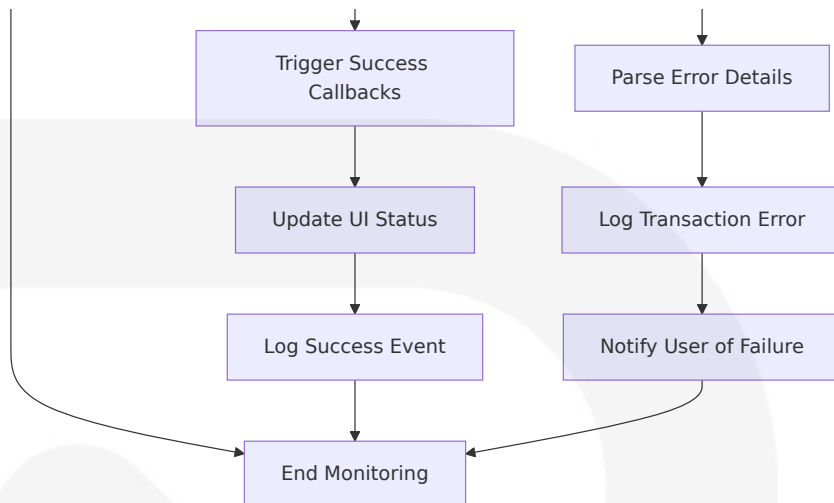 Trigger Success
Callbacks
Parse Error Details
Update UI Status
Log Transaction Error
Log Success Event
Notify User of Failure
End Monitoring